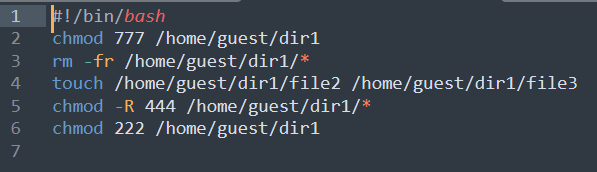 1 #!/bin/bash
2 chmod 777 /home/guest/dir1
3 rm -fr /home/guest/dir1/*
4 touch /home/guest/dir1/file2 /home/guest/dir1/file3
5 chmod -R 444 /home/guest/dir1/*
6 chmod 222 /home/guest/dir1
7